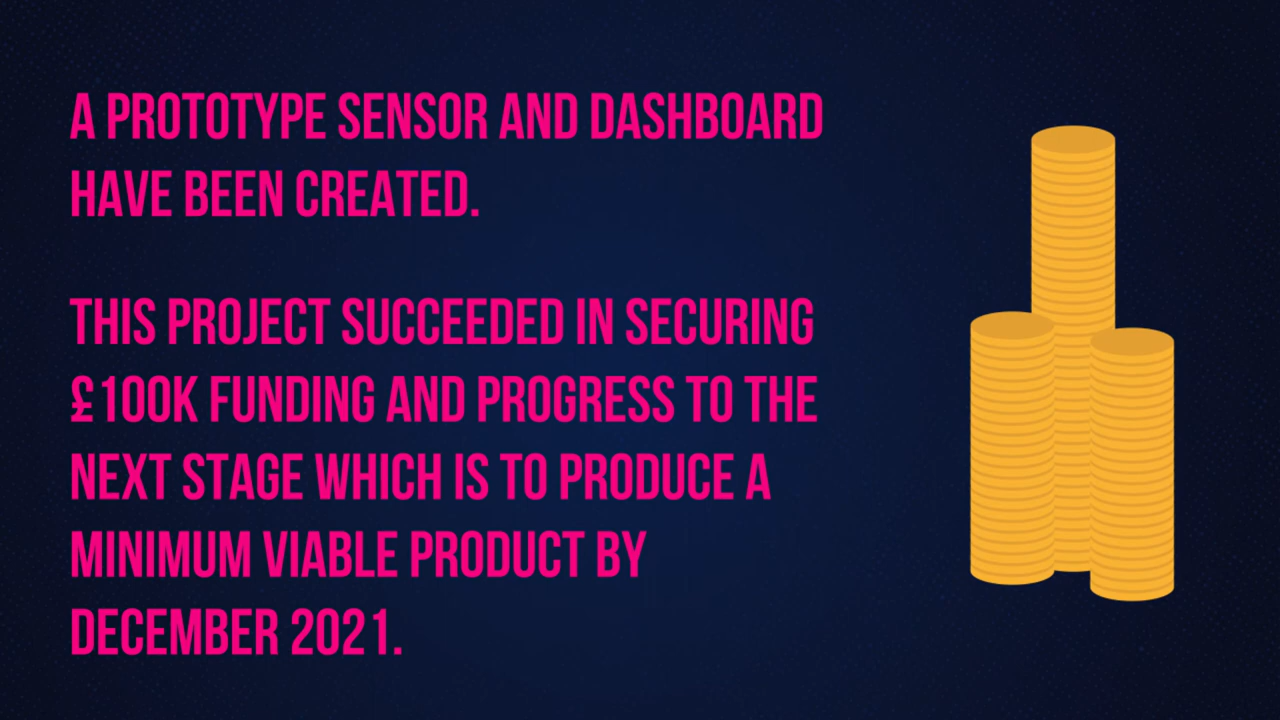 A PROTOTYPE SENSOR AND DASHBOARD
HAVE BEEN CREATED.
THIS PROJECT SUCCEEDED IN SECURING
£100K FUNDING AND PROGRESS TO THE
NEXT STAGE WHICH IS TO PRODUCE A
MINIMUM VIABLE PRODUCT BY
DECEMBER 2021.